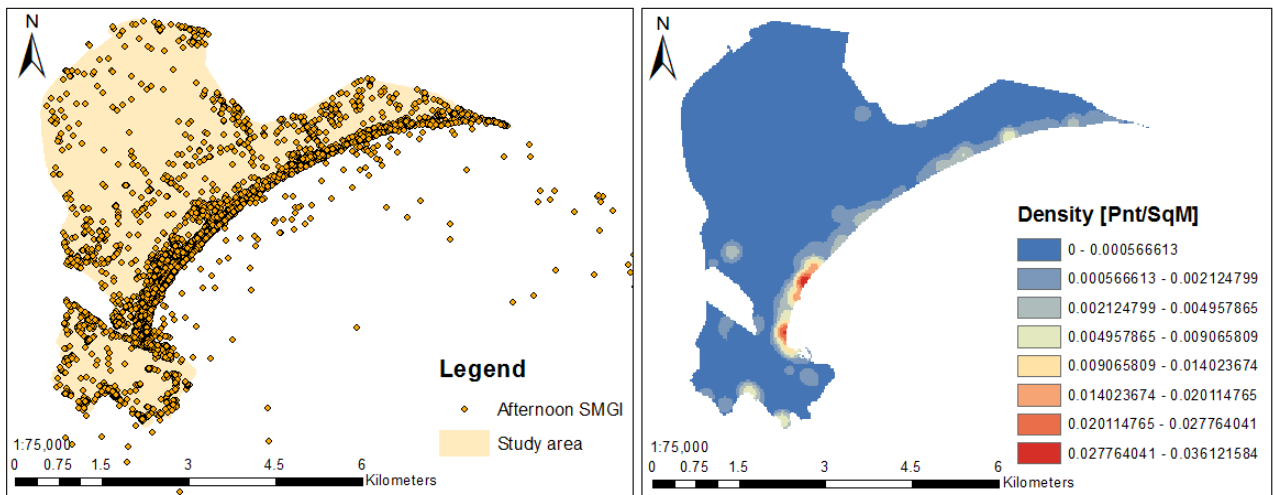 N
Legend
Afternoon SMGI
Study area
1:75,000
0 0.75 1.5 3 4.5 6
Kilometers
N
Density [Pnt/SqM]
0 - 0.000566613
0.000566613 - 0.002124799
0.002124799 - 0.004957865
0.004957865 - 0.009065809
0.009065809 - 0.014023674
0.014023674 - 0.020114765
0.020114765 - 0.027764041
0.027764041 - 0.036121584
1:75,000
0 0.75 1.5 3 4.5 6
Kilometers